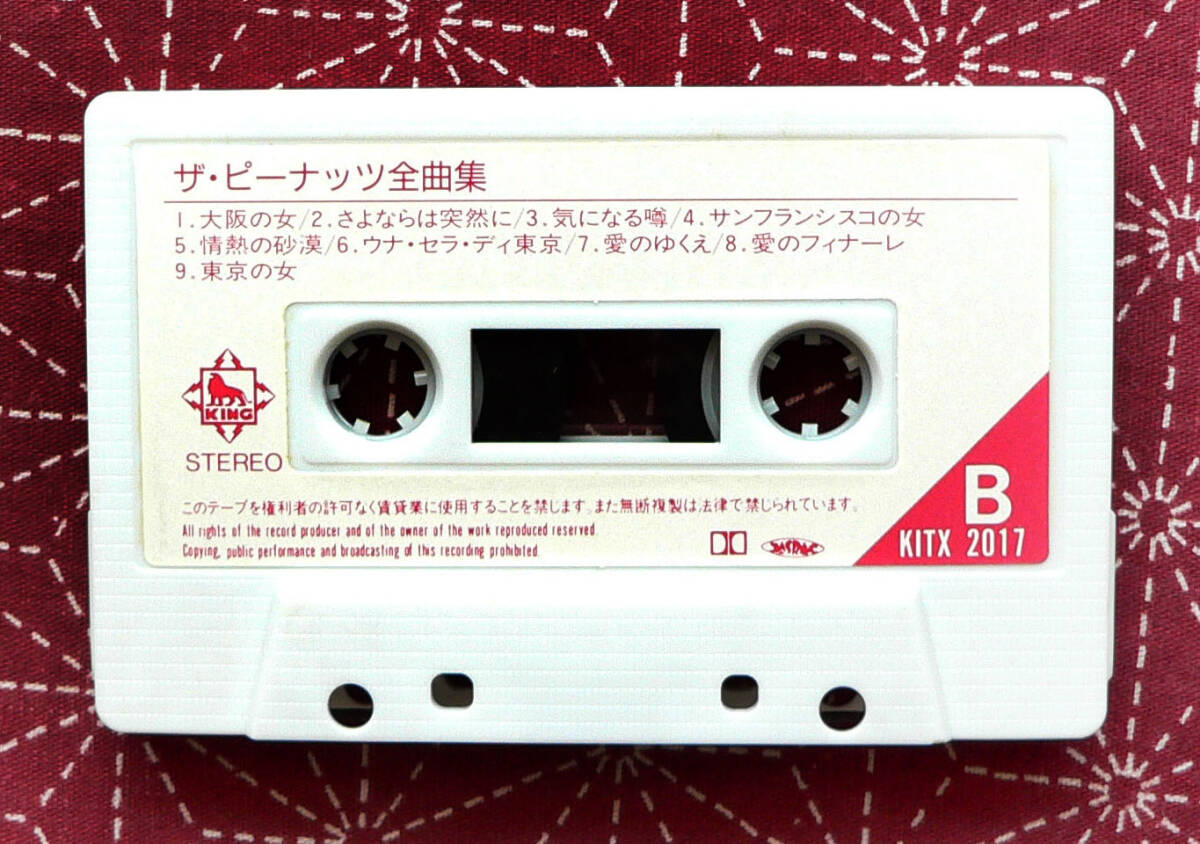 ザ・ピーナッツ全曲集
1. 大阪の女/2. さよならは突然に/3. 気になる噂/4. サンフランシスコの女
5. 情熱の砂漠/6. ウナ・セラ・ディ東京/7. 愛のゆくえ/8. 愛のフィナーレ
9. 東京の女
KING
STEREO
このテープを権利者の許可なく賃貸業に使用することを禁じます。また無断複製は法律で禁じられています。
All rights of the record producer and of the owner of the work reproduced reserved.
Copying, public performance and broadcasting of this recording prohibited.
JASRAC
B
KITX 2017